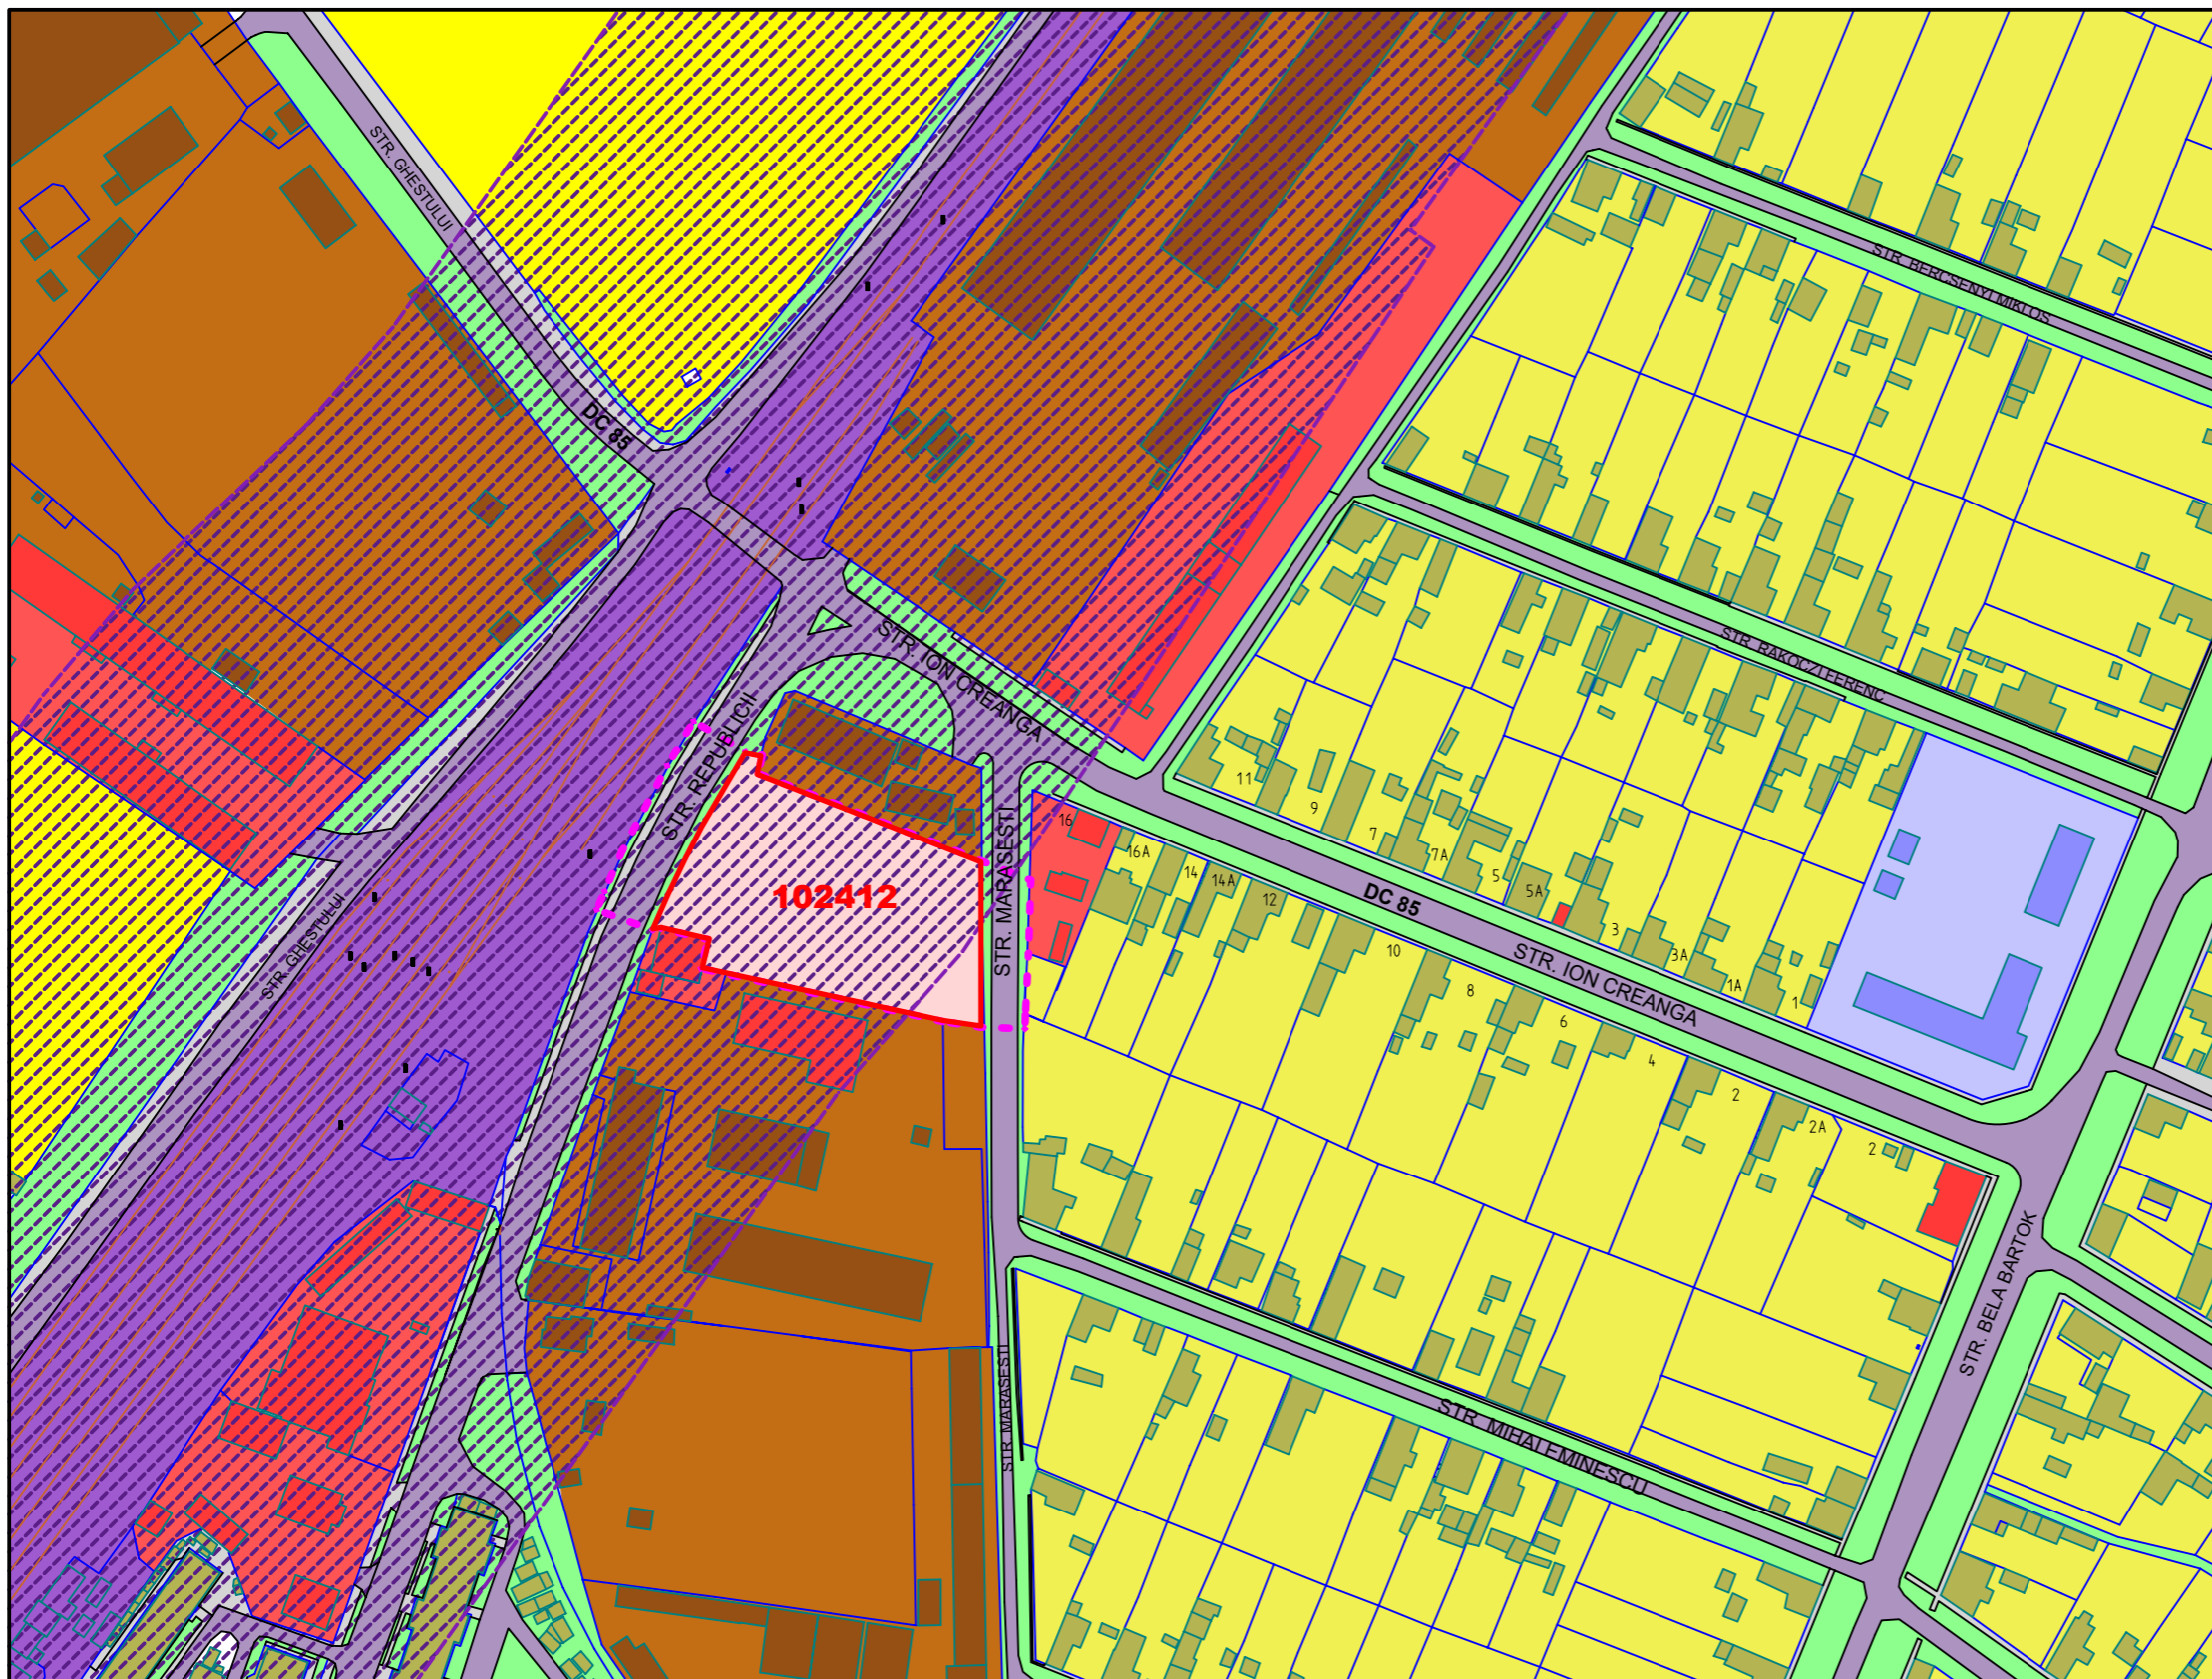 STR. GHESTULUI
STR. BERCSENYI MIKLOS
DC 85
STR. ION CREANGA
STR. RAKOCZI FERENC
STR. REPUBLICII
11
9
7
7A
5
5A
3
3A
1A
1
16
16A
14
14A
12
10
8
6
4
2
2A
2
102412
STR. MARASESTI
DC 85
STR. ION CREANGA
STR. GHESTULUI
STR. BELA BARTOK
STR. MARASESTI
STR. MIHAI EMINESCU